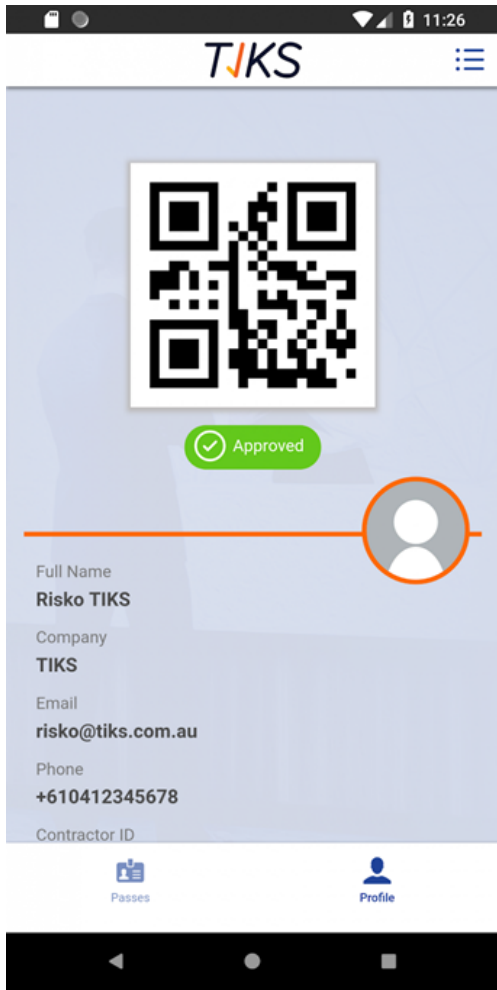 11:26
TIKS
Approved
Full Name
Risko TIKS
Company
TIKS
Email
risko@tiks.com.au
Phone
+610412345678
Contractor ID
Passes
Profile